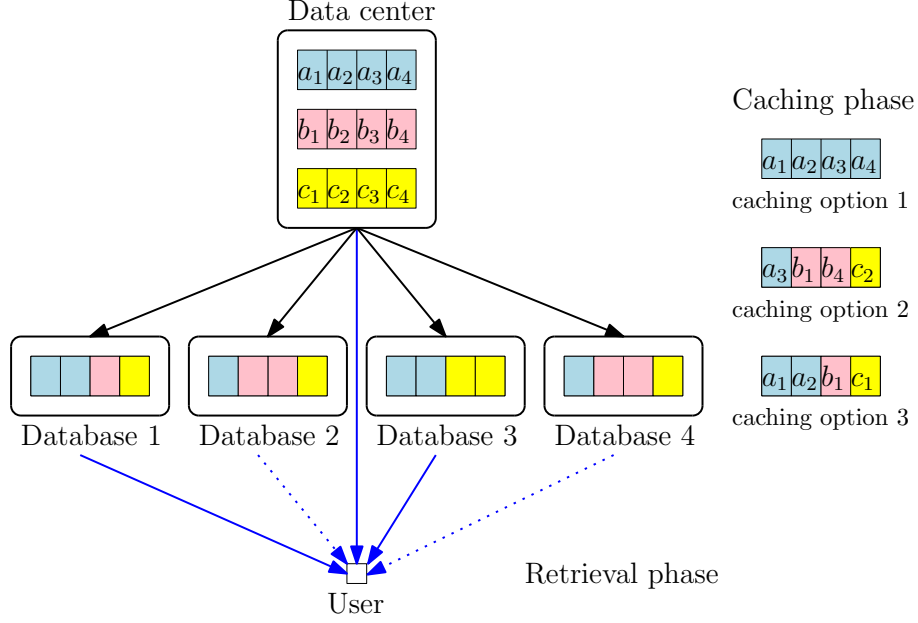 Data center
a₁ a₂ a₃ a₄
b₁ b₂ b₃ b₄
c₁ c₂ c₃ c₄
Caching phase
a₁ a₂ a₃ a₄
caching option 1
a₃ b₁ b₄ c₂
caching option 2
a₁ a₂ b₁ c₁
caching option 3
Database 1 Database 2 Database 3 Database 4
Retrieval phase
User